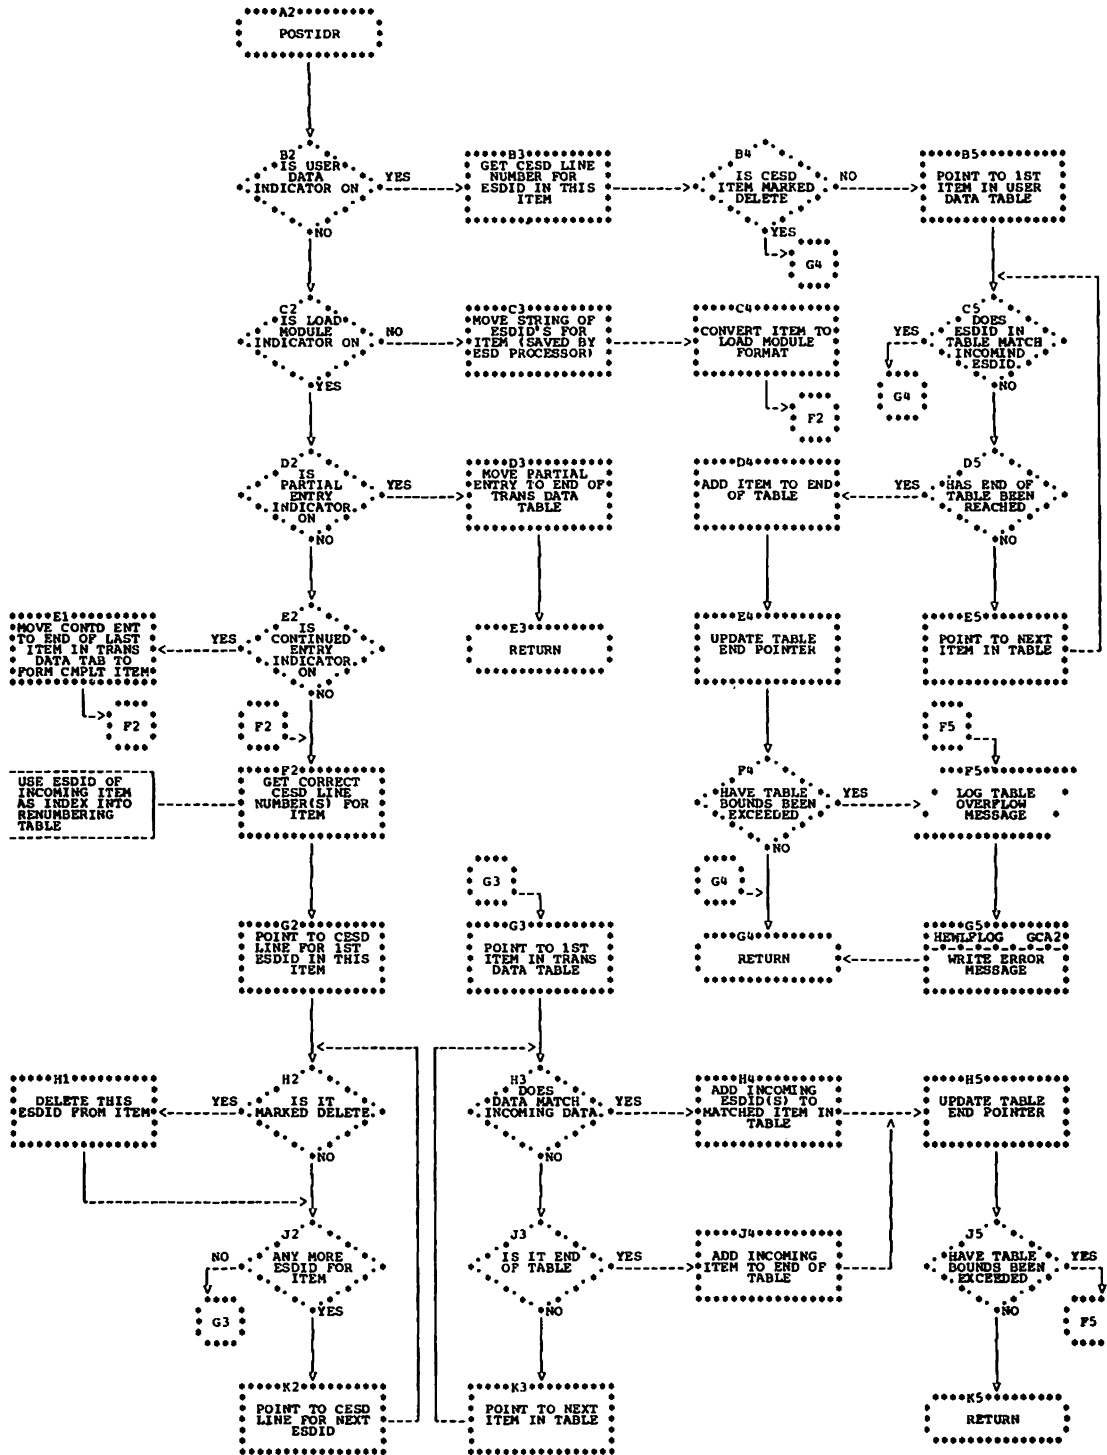 A2
POSTIDR
B2
IS USER
DATA
INDICATOR ON
YES
NO
B3
GET CESD LINE
NUMBER FOR
ESDID IN THIS
ITEM
B4
IS CESD
ITEM MARKED
DELETE
NO
YES
G4
B5
POINT TO 1ST
ITEM IN USER
DATA TABLE
C2
IS LOAD
MODULE
INDICATOR ON
NO
YES
C3
MOVE STRING OF
ESDID'S FOR
ITEM (SAVED BY
ESD PROCESSOR)
C4
CONVERT ITEM TO
LOAD MODULE
FORMAT
F2
C5
DOES
ESDID IN
TABLE MATCH
INCOMIND
ESDID.
YES
NO
G4
D2
IS
PARTIAL
ENTRY
INDICATOR.
ON
YES
NO
D3
MOVE PARTIAL
ENTRY TO END OF
TRANS DATA
TABLE
D4
ADD ITEM TO END
OF TABLE
D5
HAS END OF
TABLE BEEN
REACHED
YES
NO
E1
MOVE CONTD ENT
TO END OF LAST
ITEM IN TRANS
DATA TAB TO
FORM CMPLT ITEM
F2
E2
IS
CONTINUED
ENTRY
INDICATOR.
ON
YES
NO
E3
RETURN
E4
UPDATE TABLE
END POINTER
E5
POINT TO NEXT
ITEM IN TABLE
F2
F5
USE ESDID OF
INCOMING ITEM
AS INDEX INTO
RENUMBERING
TABLE
F2
GET CORRECT
CESD LINE
NUMBER(S) FOR
ITEM
F4
HAVE TABLE
BOUNDS BEEN
EXCEEDED
YES
NO
F5
LOG TABLE
OVERFLOW
MESSAGE
G3
G4
G2
POINT TO CESD
LINE FOR 1ST
ESDID IN THIS
ITEM
G3
POINT TO 1ST
ITEM IN TRANS
DATA TABLE
G4
RETURN
G5
HEWLFLOG GCA2
WRITE ERROR
MESSAGE
H1
DELETE THIS
ESDID FROM ITEM
H2
IS IT
MARKED DELETE.
YES
NO
H3
DOES
DATA MATCH
INCOMING DATA.
YES
NO
H4
ADD INCOMING
ESDID(S) TO
MATCHED ITEM IN
TABLE
H5
UPDATE TABLE
END POINTER
J2
ANY MORE
ESDID FOR
ITEM
NO
YES
G3
J3
IS IT END
OF TABLE
YES
NO
J4
ADD INCOMING
ITEM TO END OF
TABLE
J5
HAVE TABLE
BOUNDS BEEN
EXCEEDED
YES
NO
F5
K2
POINT TO CESD
LINE FOR NEXT
ESDID
K3
POINT TO NEXT
ITEM IN TABLE
K5
RETURN